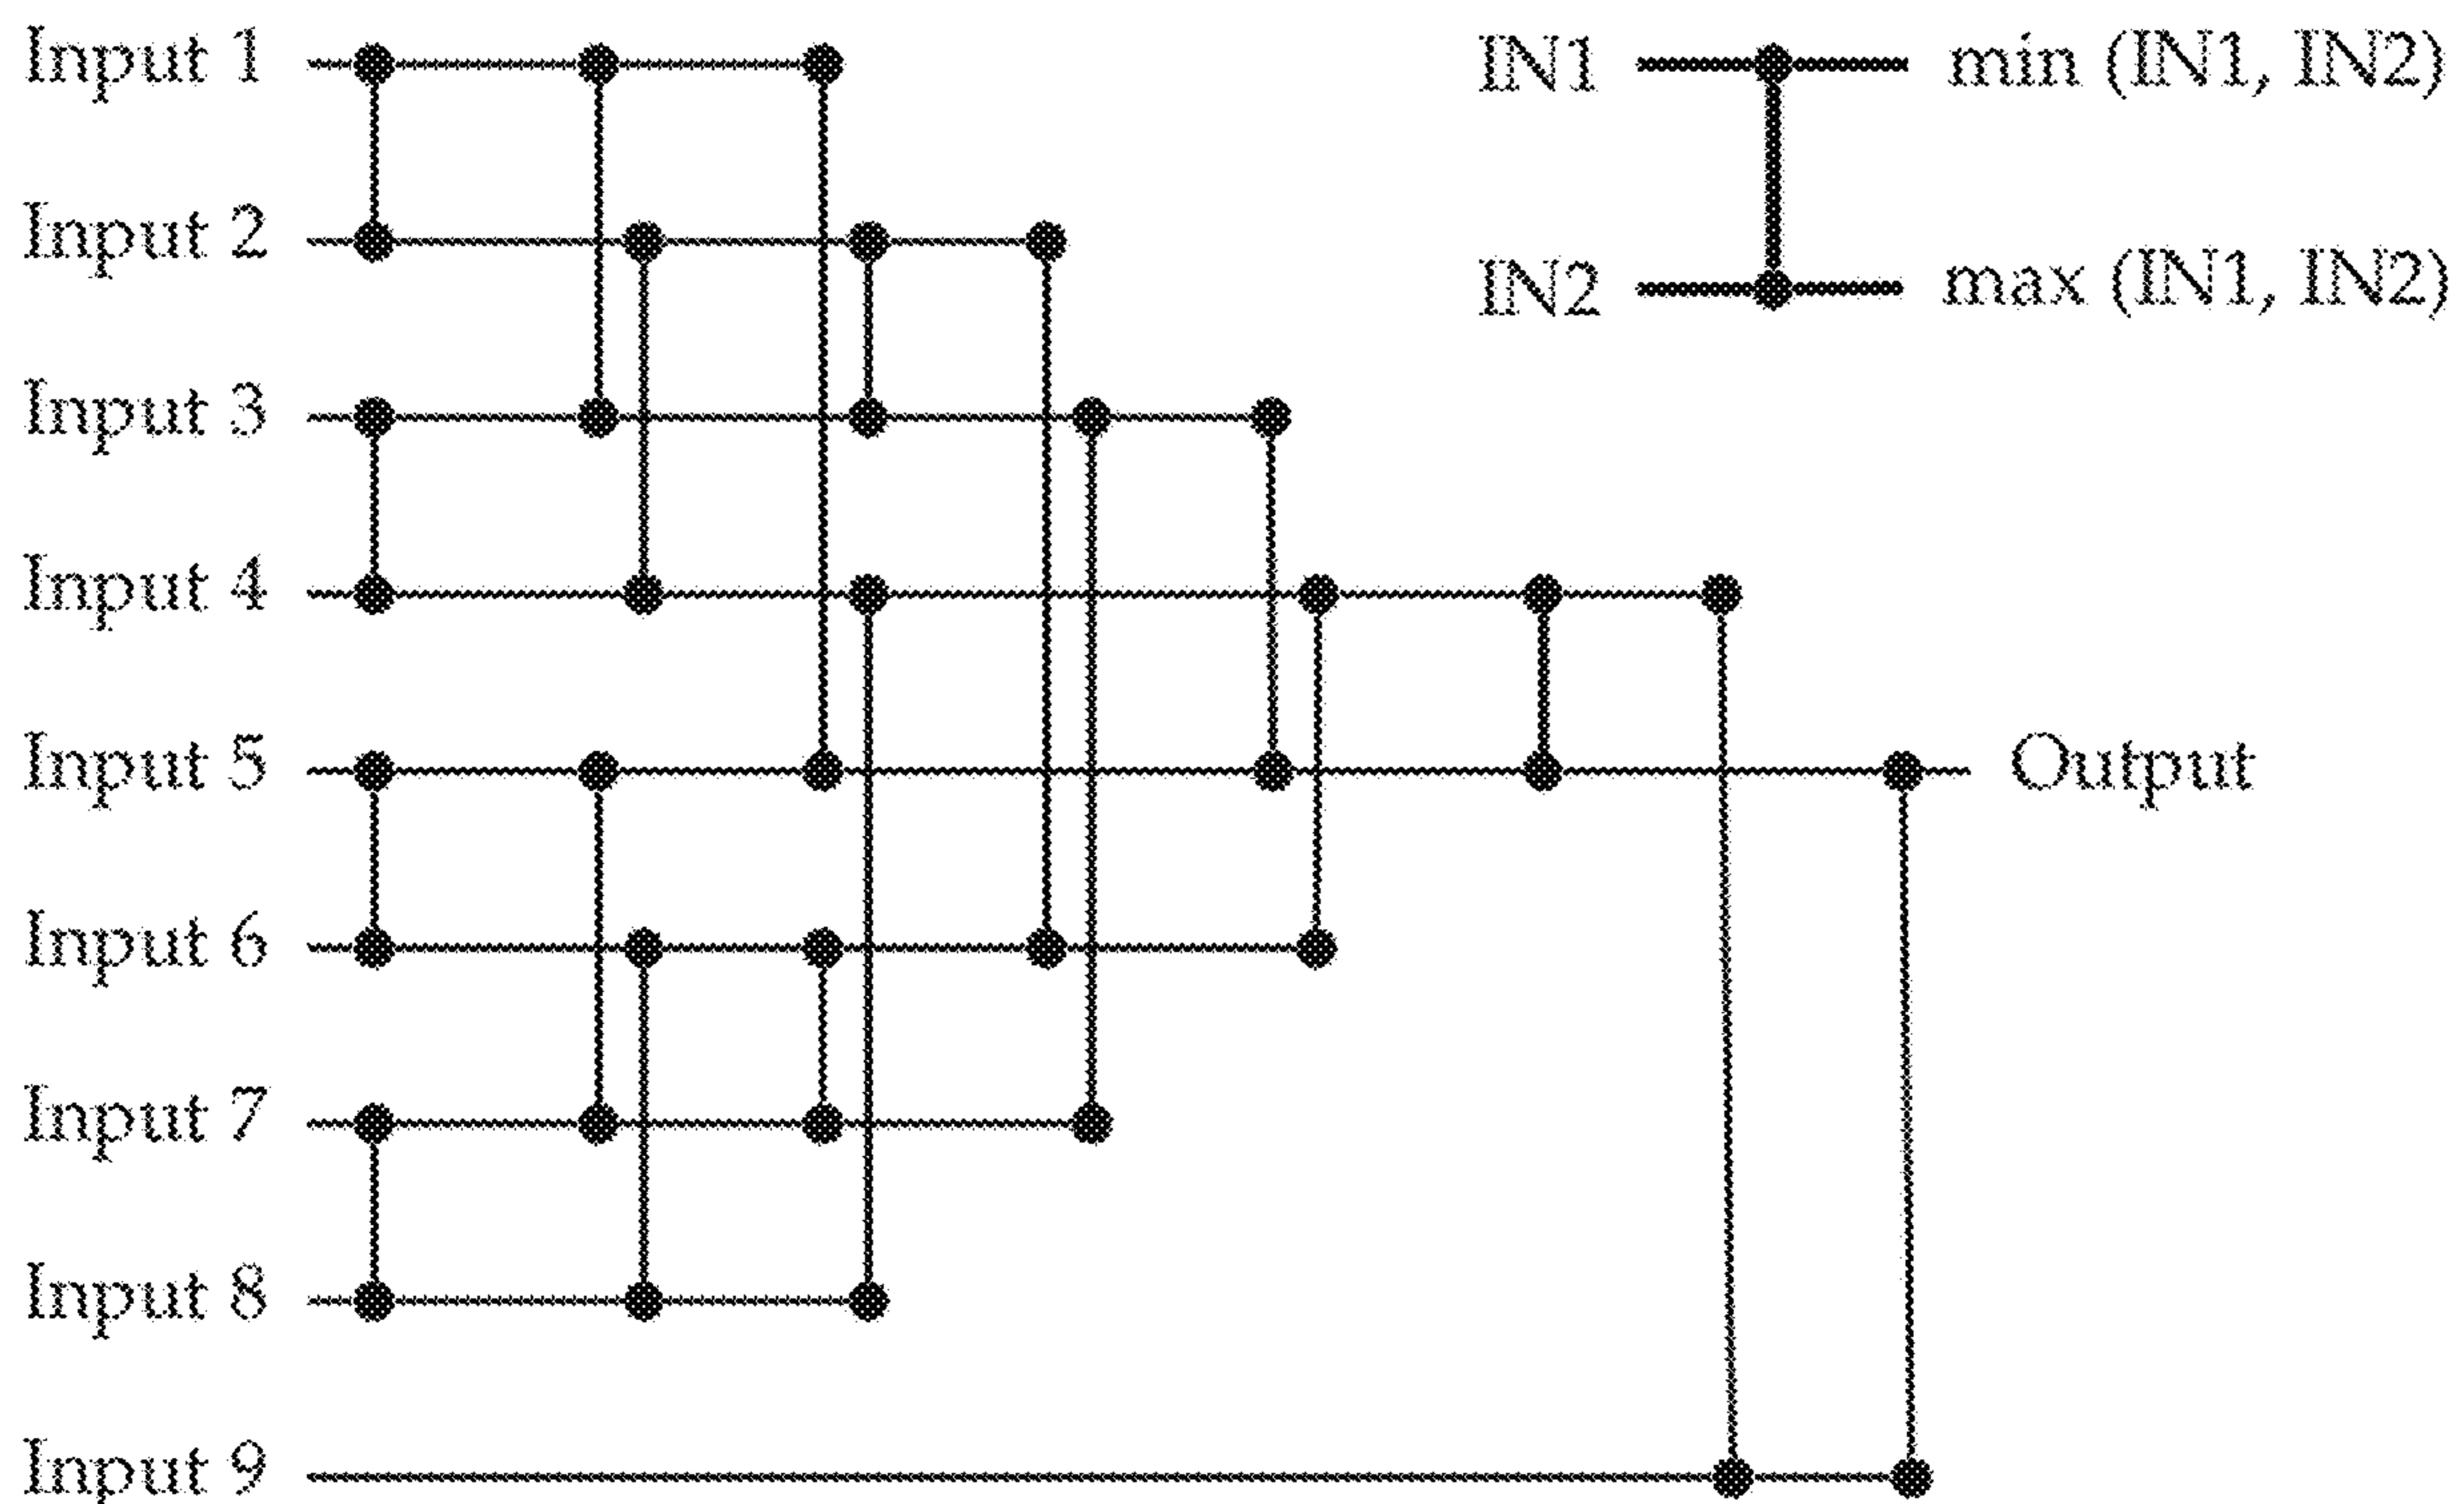 Input 1
IN1
min (IN1, IN2)
Input 2
IN2
max (IN1, IN2)
Input 3
Input 4
Input 5
Output
Input 6
Input 7
Input 8
Input 9